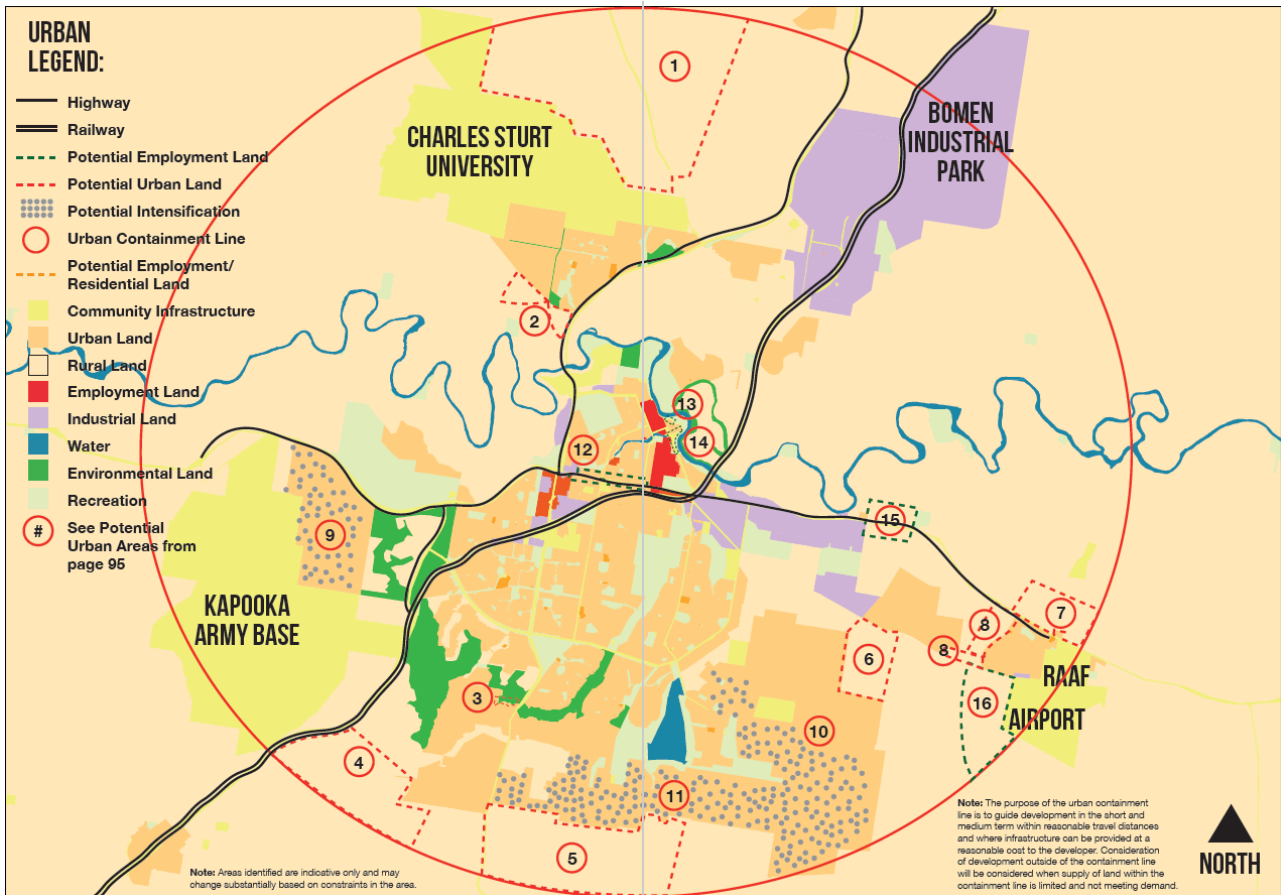 URBAN
LEGEND:
Highway
Railway
Potential Employment Land
Potential Urban Land
Potential Intensification
Urban Containment Line
Potential Employment/
Residential Land
Community Infrastructure
Urban Land
Rural Land
Employment Land
Industrial Land
Water
Environmental Land
Recreation
#
See Potential
Urban Areas from
page 95
CHARLES STURT
UNIVERSITY
BOMEN
INDUSTRIAL
PARK
KAPOOKA
ARMY BASE
RAAF
AIRPORT
1
2
13
14
12
15
9
7
8
8
6
16
3
10
4
11
5
Note: Areas identified are indicative only and may
change substantially based on constraints in the area.
Note: The purpose of the urban containment
line is to guide development in the short and
medium term within reasonable travel distances
and where infrastructure can be provided at a
reasonable cost to the developer. Consideration
of development outside of the containment line
will be considered when supply of land within the
containment line is limited and not meeting demand.
NORTH